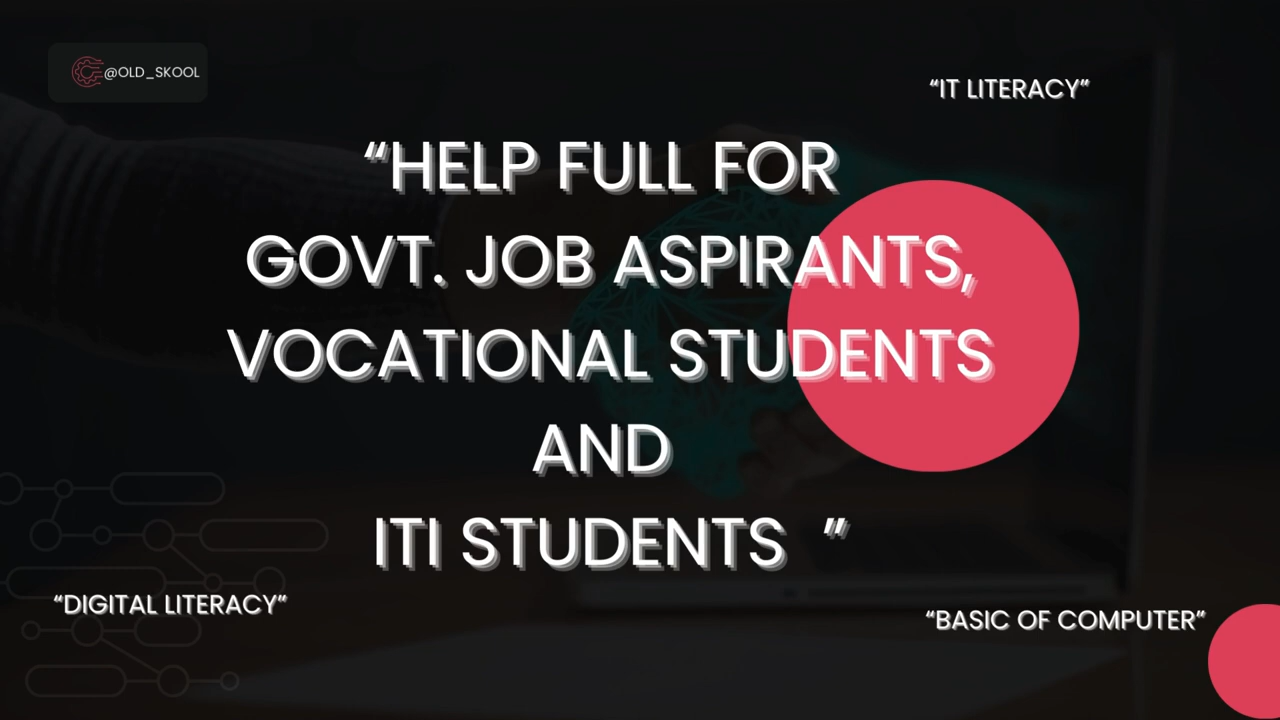 @OLD_SKOOL
“IT LITERACY”
“HELP FULL FOR
GOVT. JOB ASPIRANTS,
VOCATIONAL STUDENTS
AND
ITI STUDENTS ”
“DIGITAL LITERACY”
“BASIC OF COMPUTER”